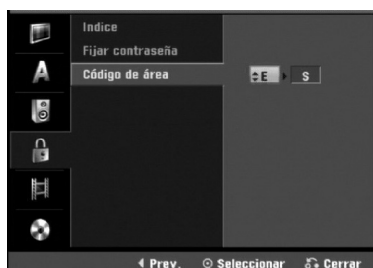 Indice
Fijar contraseña
Código de área E S
A
Prev. Seleccionar Cerrar